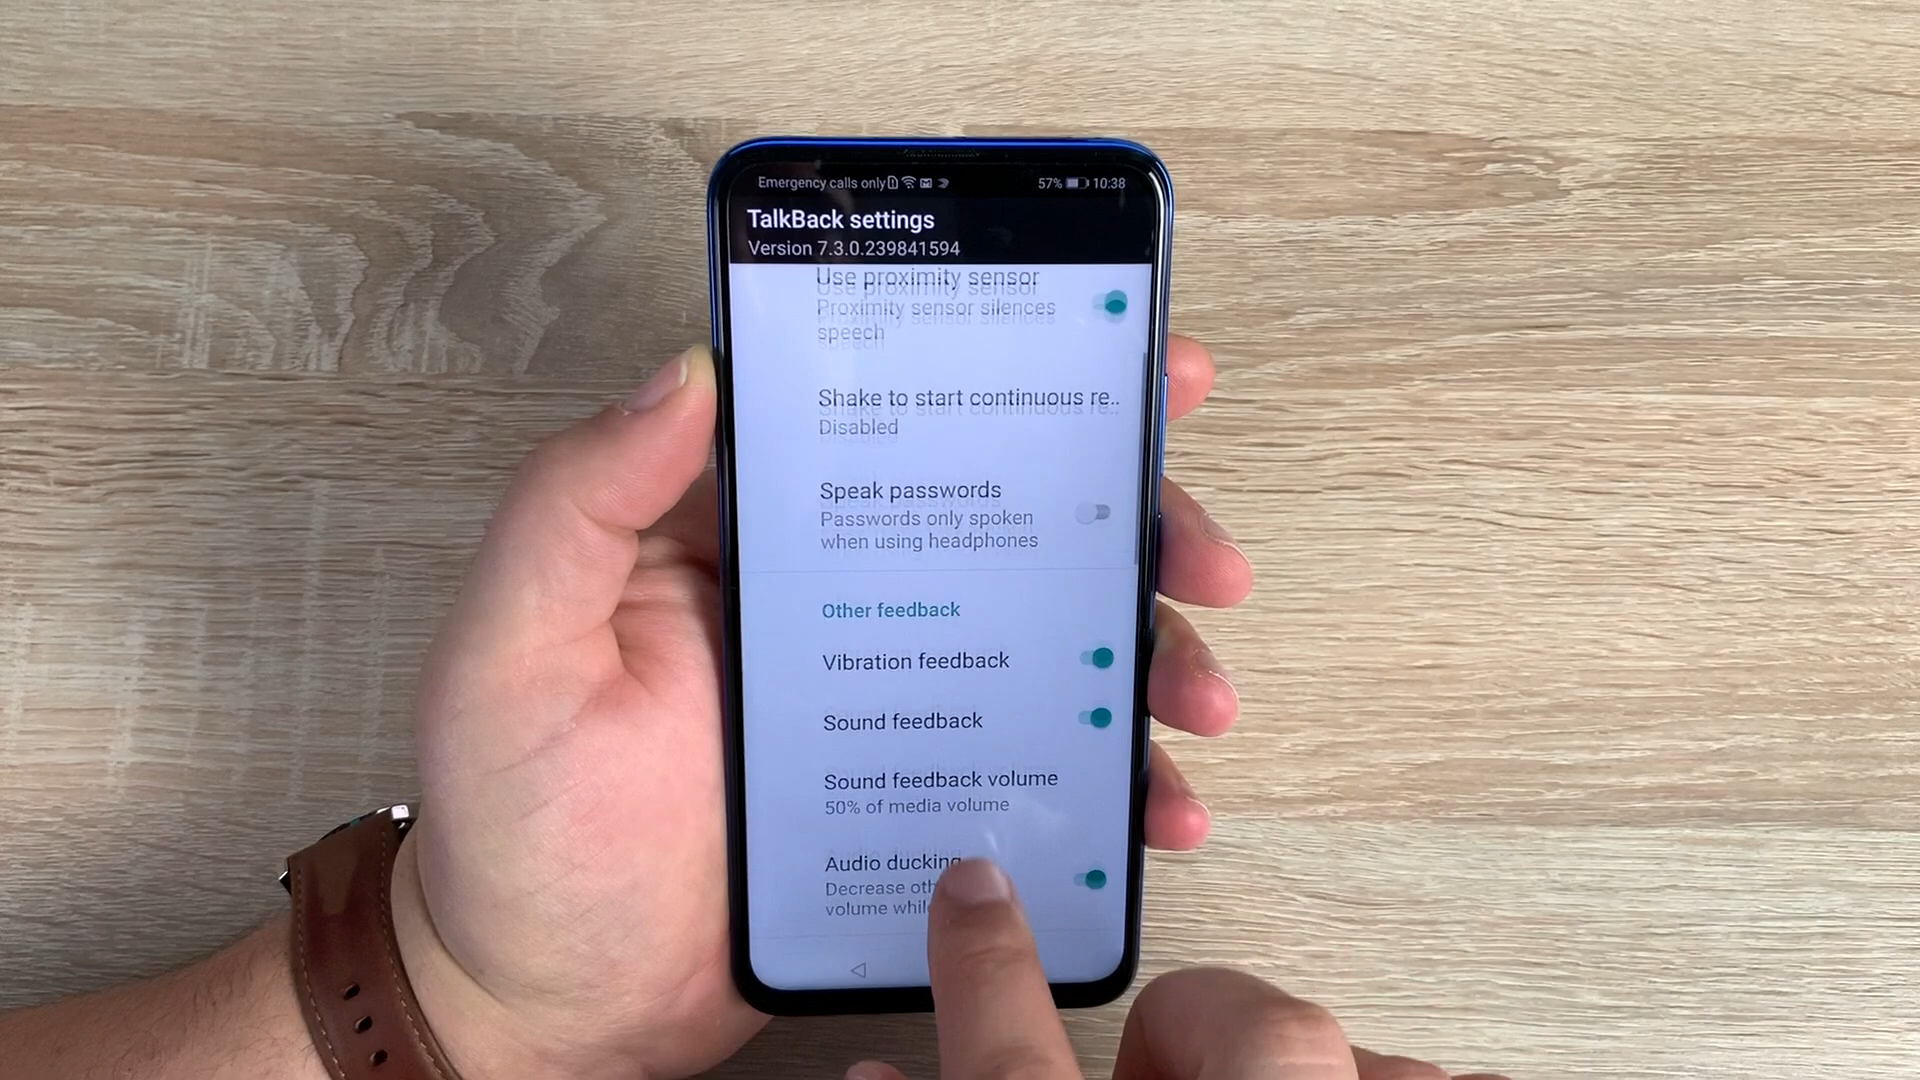 Emergency calls only 57% 10:38
TalkBack settings
Version 7.3.0.239841594
Use proximity sensor
Proximity sensor silences
speech
Shake to start continuous re..
Disabled
Speak passwords
Passwords only spoken
when using headphones
Other feedback
Vibration feedback
Sound feedback
Sound feedback volume
50% of media volume
Audio ducking
Decrease
volume